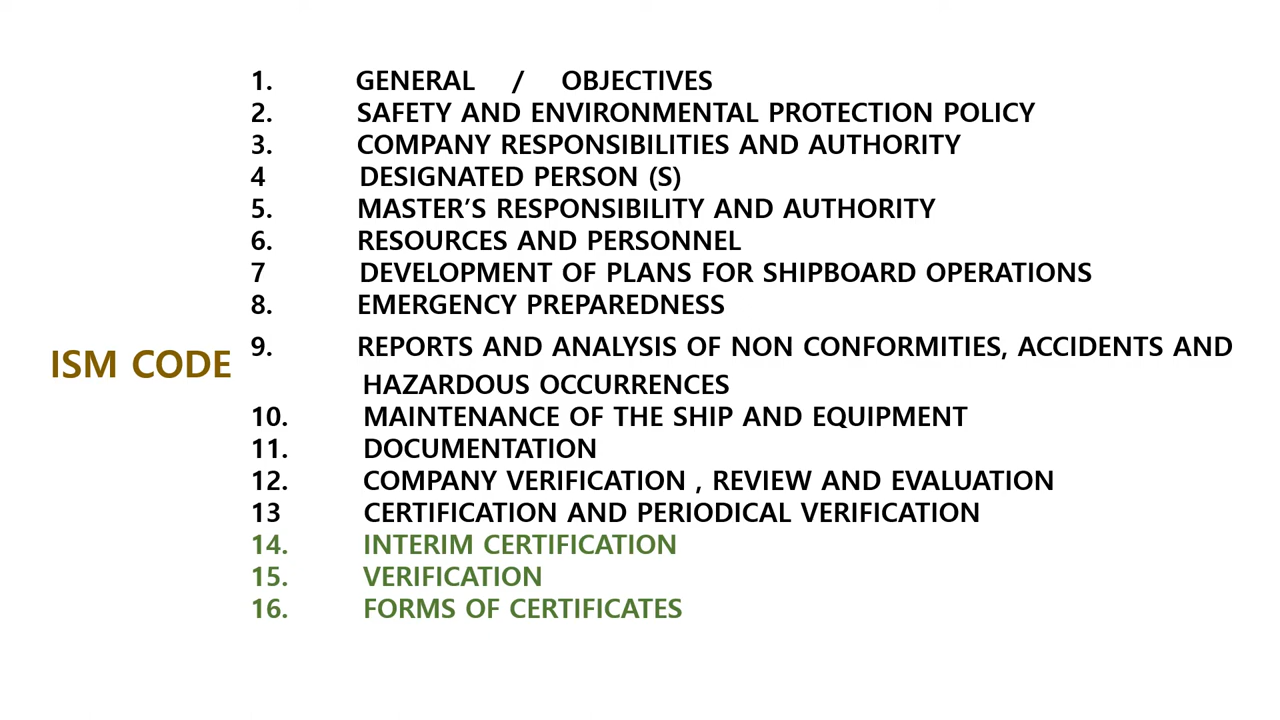 1. GENERAL / OBJECTIVES
2. SAFETY AND ENVIRONMENTAL PROTECTION POLICY
3. COMPANY RESPONSIBILITIES AND AUTHORITY
4 DESIGNATED PERSON (S)
5. MASTER’S RESPONSIBILITY AND AUTHORITY
6. RESOURCES AND PERSONNEL
7 DEVELOPMENT OF PLANS FOR SHIPBOARD OPERATIONS
8. EMERGENCY PREPAREDNESS
ISM CODE
9. REPORTS AND ANALYSIS OF NON CONFORMITIES, ACCIDENTS AND
HAZARDOUS OCCURRENCES
10. MAINTENANCE OF THE SHIP AND EQUIPMENT
11. DOCUMENTATION
12. COMPANY VERIFICATION , REVIEW AND EVALUATION
13 CERTIFICATION AND PERIODICAL VERIFICATION
14. INTERIM CERTIFICATION
15. VERIFICATION
16. FORMS OF CERTIFICATES